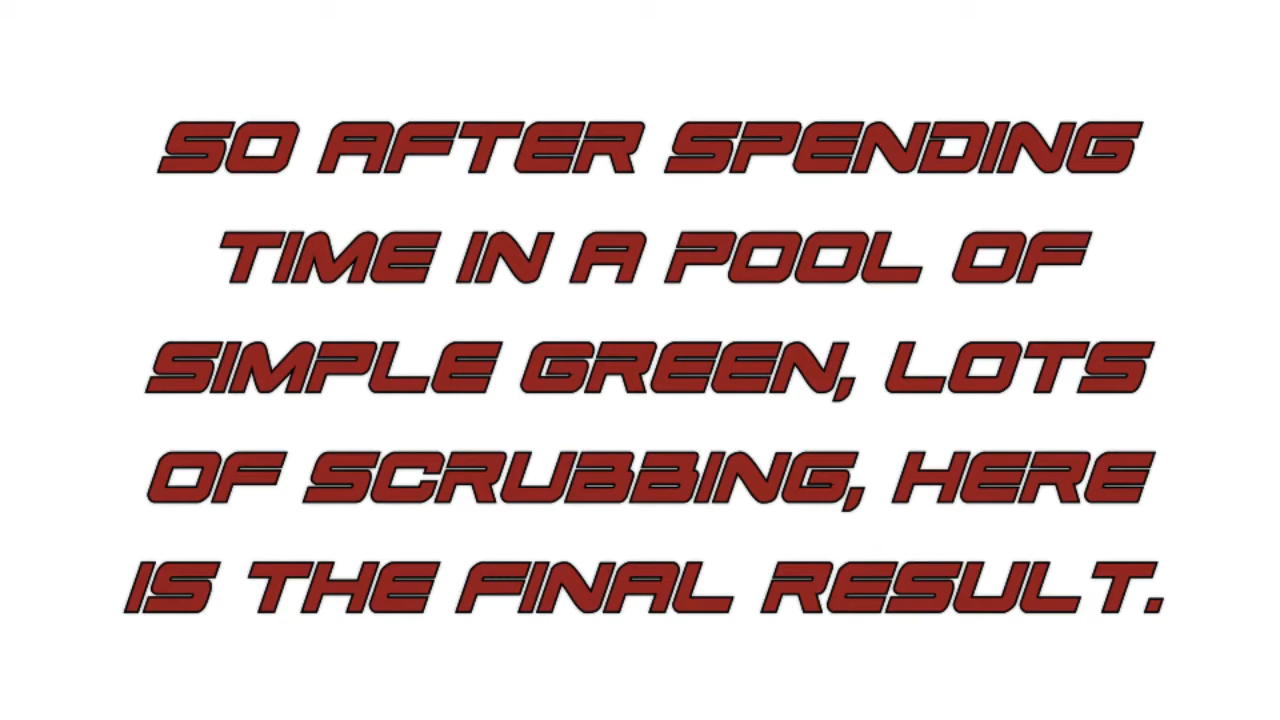 SO AFTER SPENDING
TIME IN A POOL OF
SIMPLE GREEN, LOTS
OF SCRUBBING, HERE
IS THE FINAL RESULT.